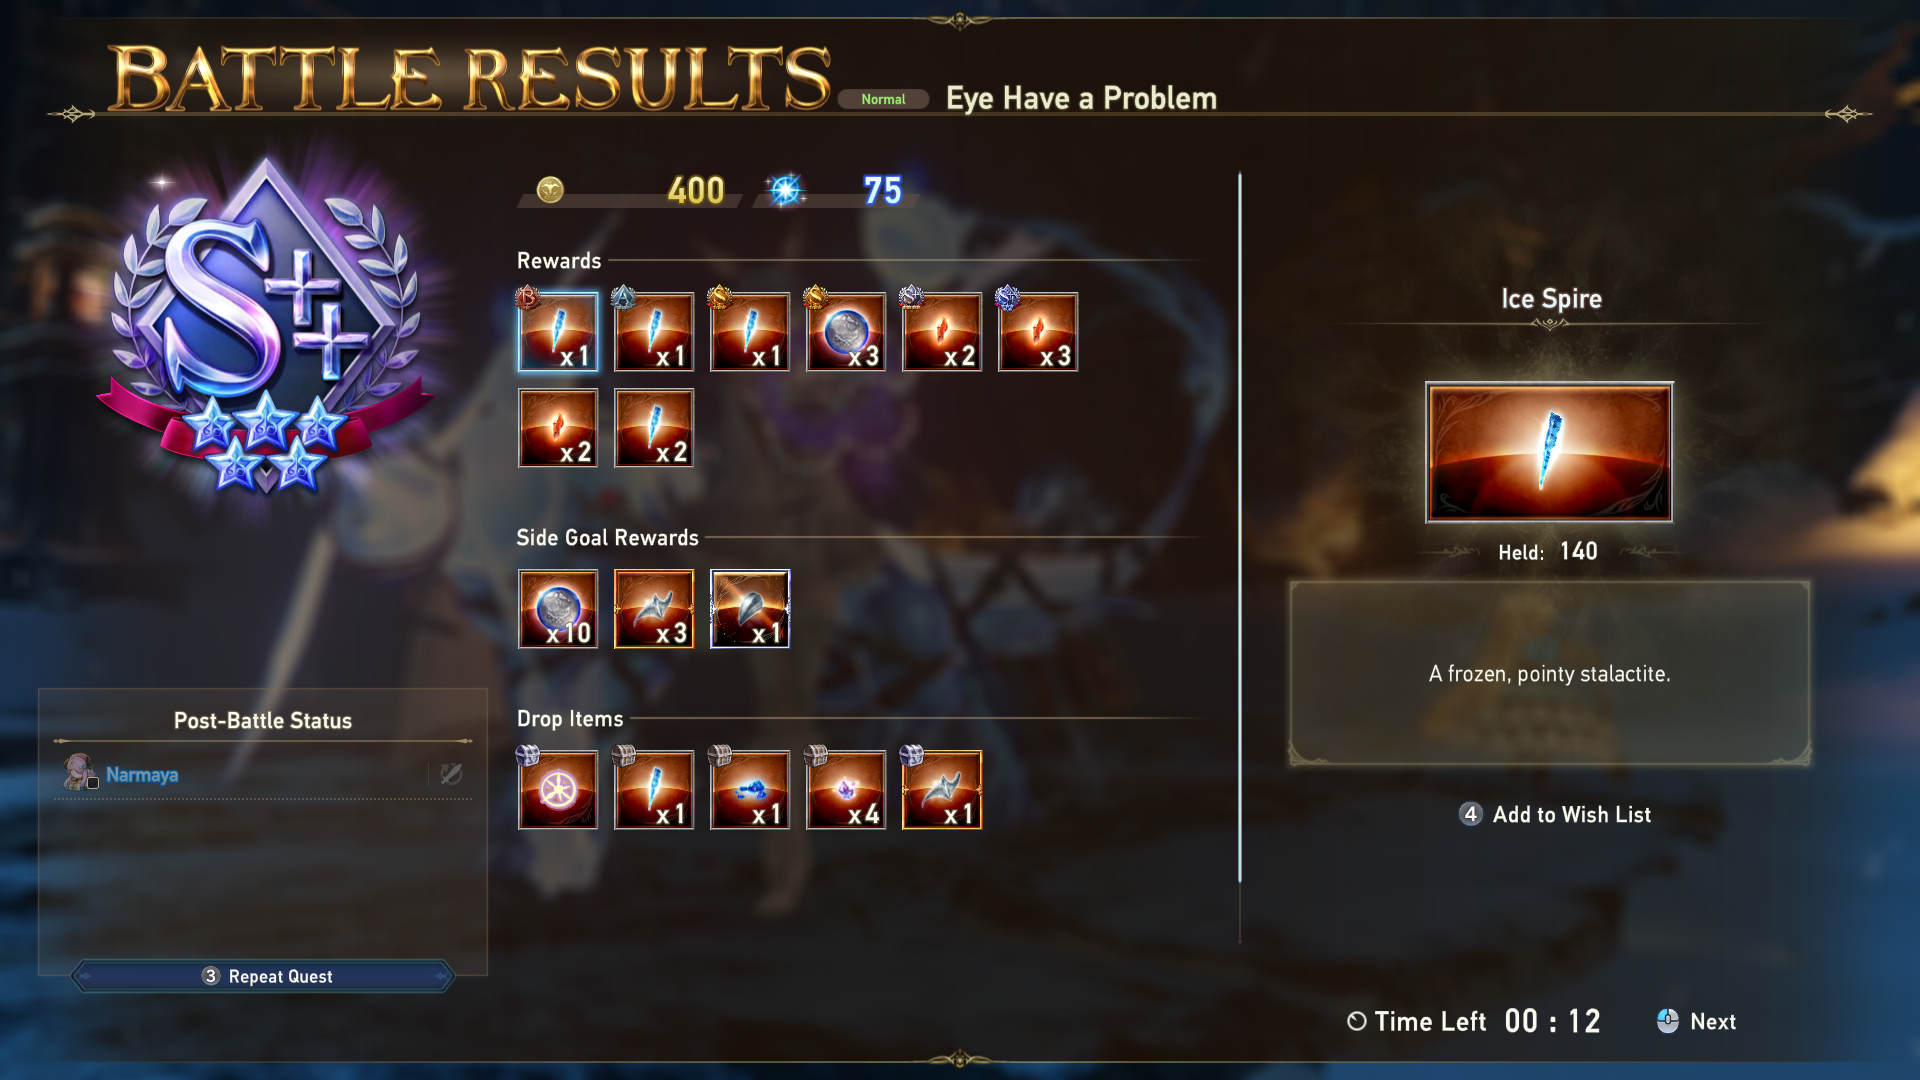 BATTLE RESULTS
Normal
Eye Have a Problem
S++
400
75
Rewards
B
A
S
S
S+
S++
x1
x1
x1
x3
x2
x3
x2
x2
Side Goal Rewards
x10
x3
x1
Drop Items
x1
x1
x4
x1
Post-Battle Status
Narmaya
3 Repeat Quest
Ice Spire
Held: 140
A frozen, pointy stalactite.
4 Add to Wish List
Time Left 00 : 12
Next